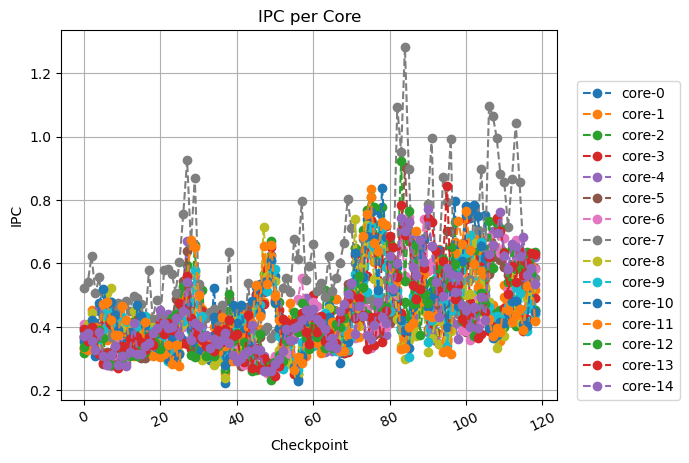 IPC per Core
IPC
1.2
1.0
0.8
0.6
0.4
0.2
0
20
40
60
80
100
120
Checkpoint
core-0
core-1
core-2
core-3
core-4
core-5
core-6
core-7
core-8
core-9
core-10
core-11
core-12
core-13
core-14